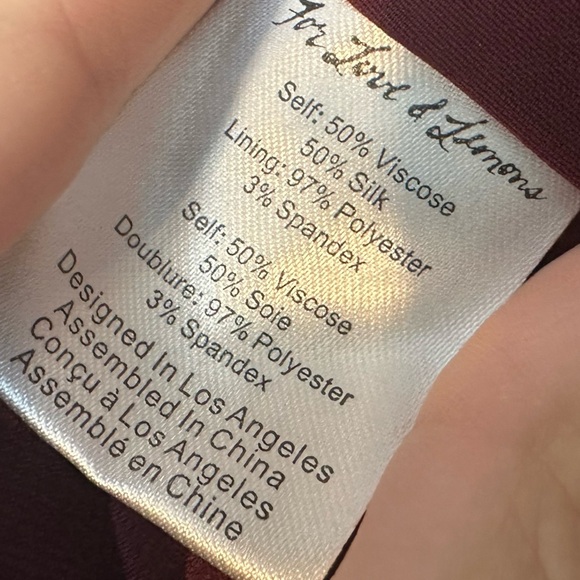 For Love & Lemons
Self: 50% Viscose
50% Silk
Lining: 97% Polyester
3% Spandex
Self: 50% Viscose
50% Soie
Doublure: 97% Polyester
3% Spandex
Designed In Los Angeles
Assembled In China
Conçu à Los Angeles
Assemblé en Chine